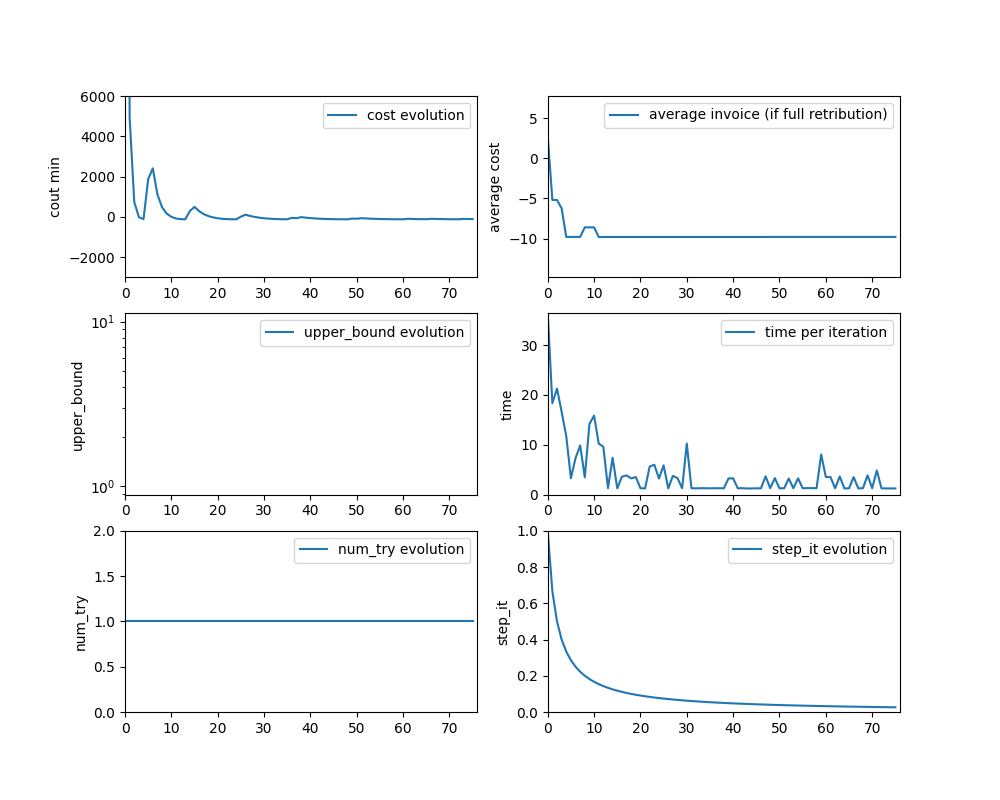 cost evolution
cout min
6000
4000
2000
0
−2000
0 10 20 30 40 50 60 70
average invoice (if full retribution)
average cost
5
0
−5
−10
0 10 20 30 40 50 60 70
upper_bound evolution
upper_bound
10¹
10⁰
0 10 20 30 40 50 60 70
time per iteration
time
30
20
10
0
0 10 20 30 40 50 60 70
num_try evolution
num_try
2.0
1.5
1.0
0.5
0.0
0 10 20 30 40 50 60 70
step_it evolution
step_it
1.0
0.8
0.6
0.4
0.2
0.0
0 10 20 30 40 50 60 70